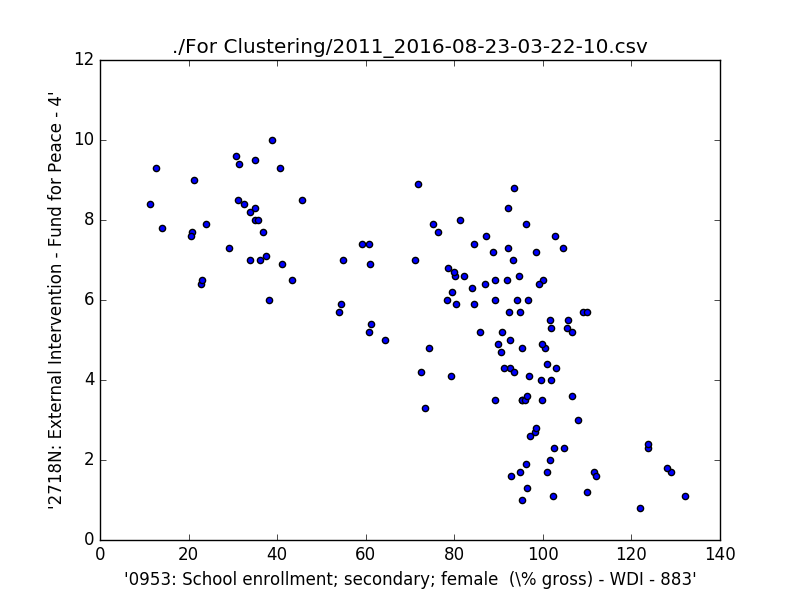 ./For Clustering/2011_2016-08-23-03-22-10.csv
12
10
8
6
4
2
0
'2718N: External Intervention - Fund for Peace - 4'
0 20 40 60 80 100 120 140
'0953: School enrollment; secondary; female  (\% gross) - WDI - 883'